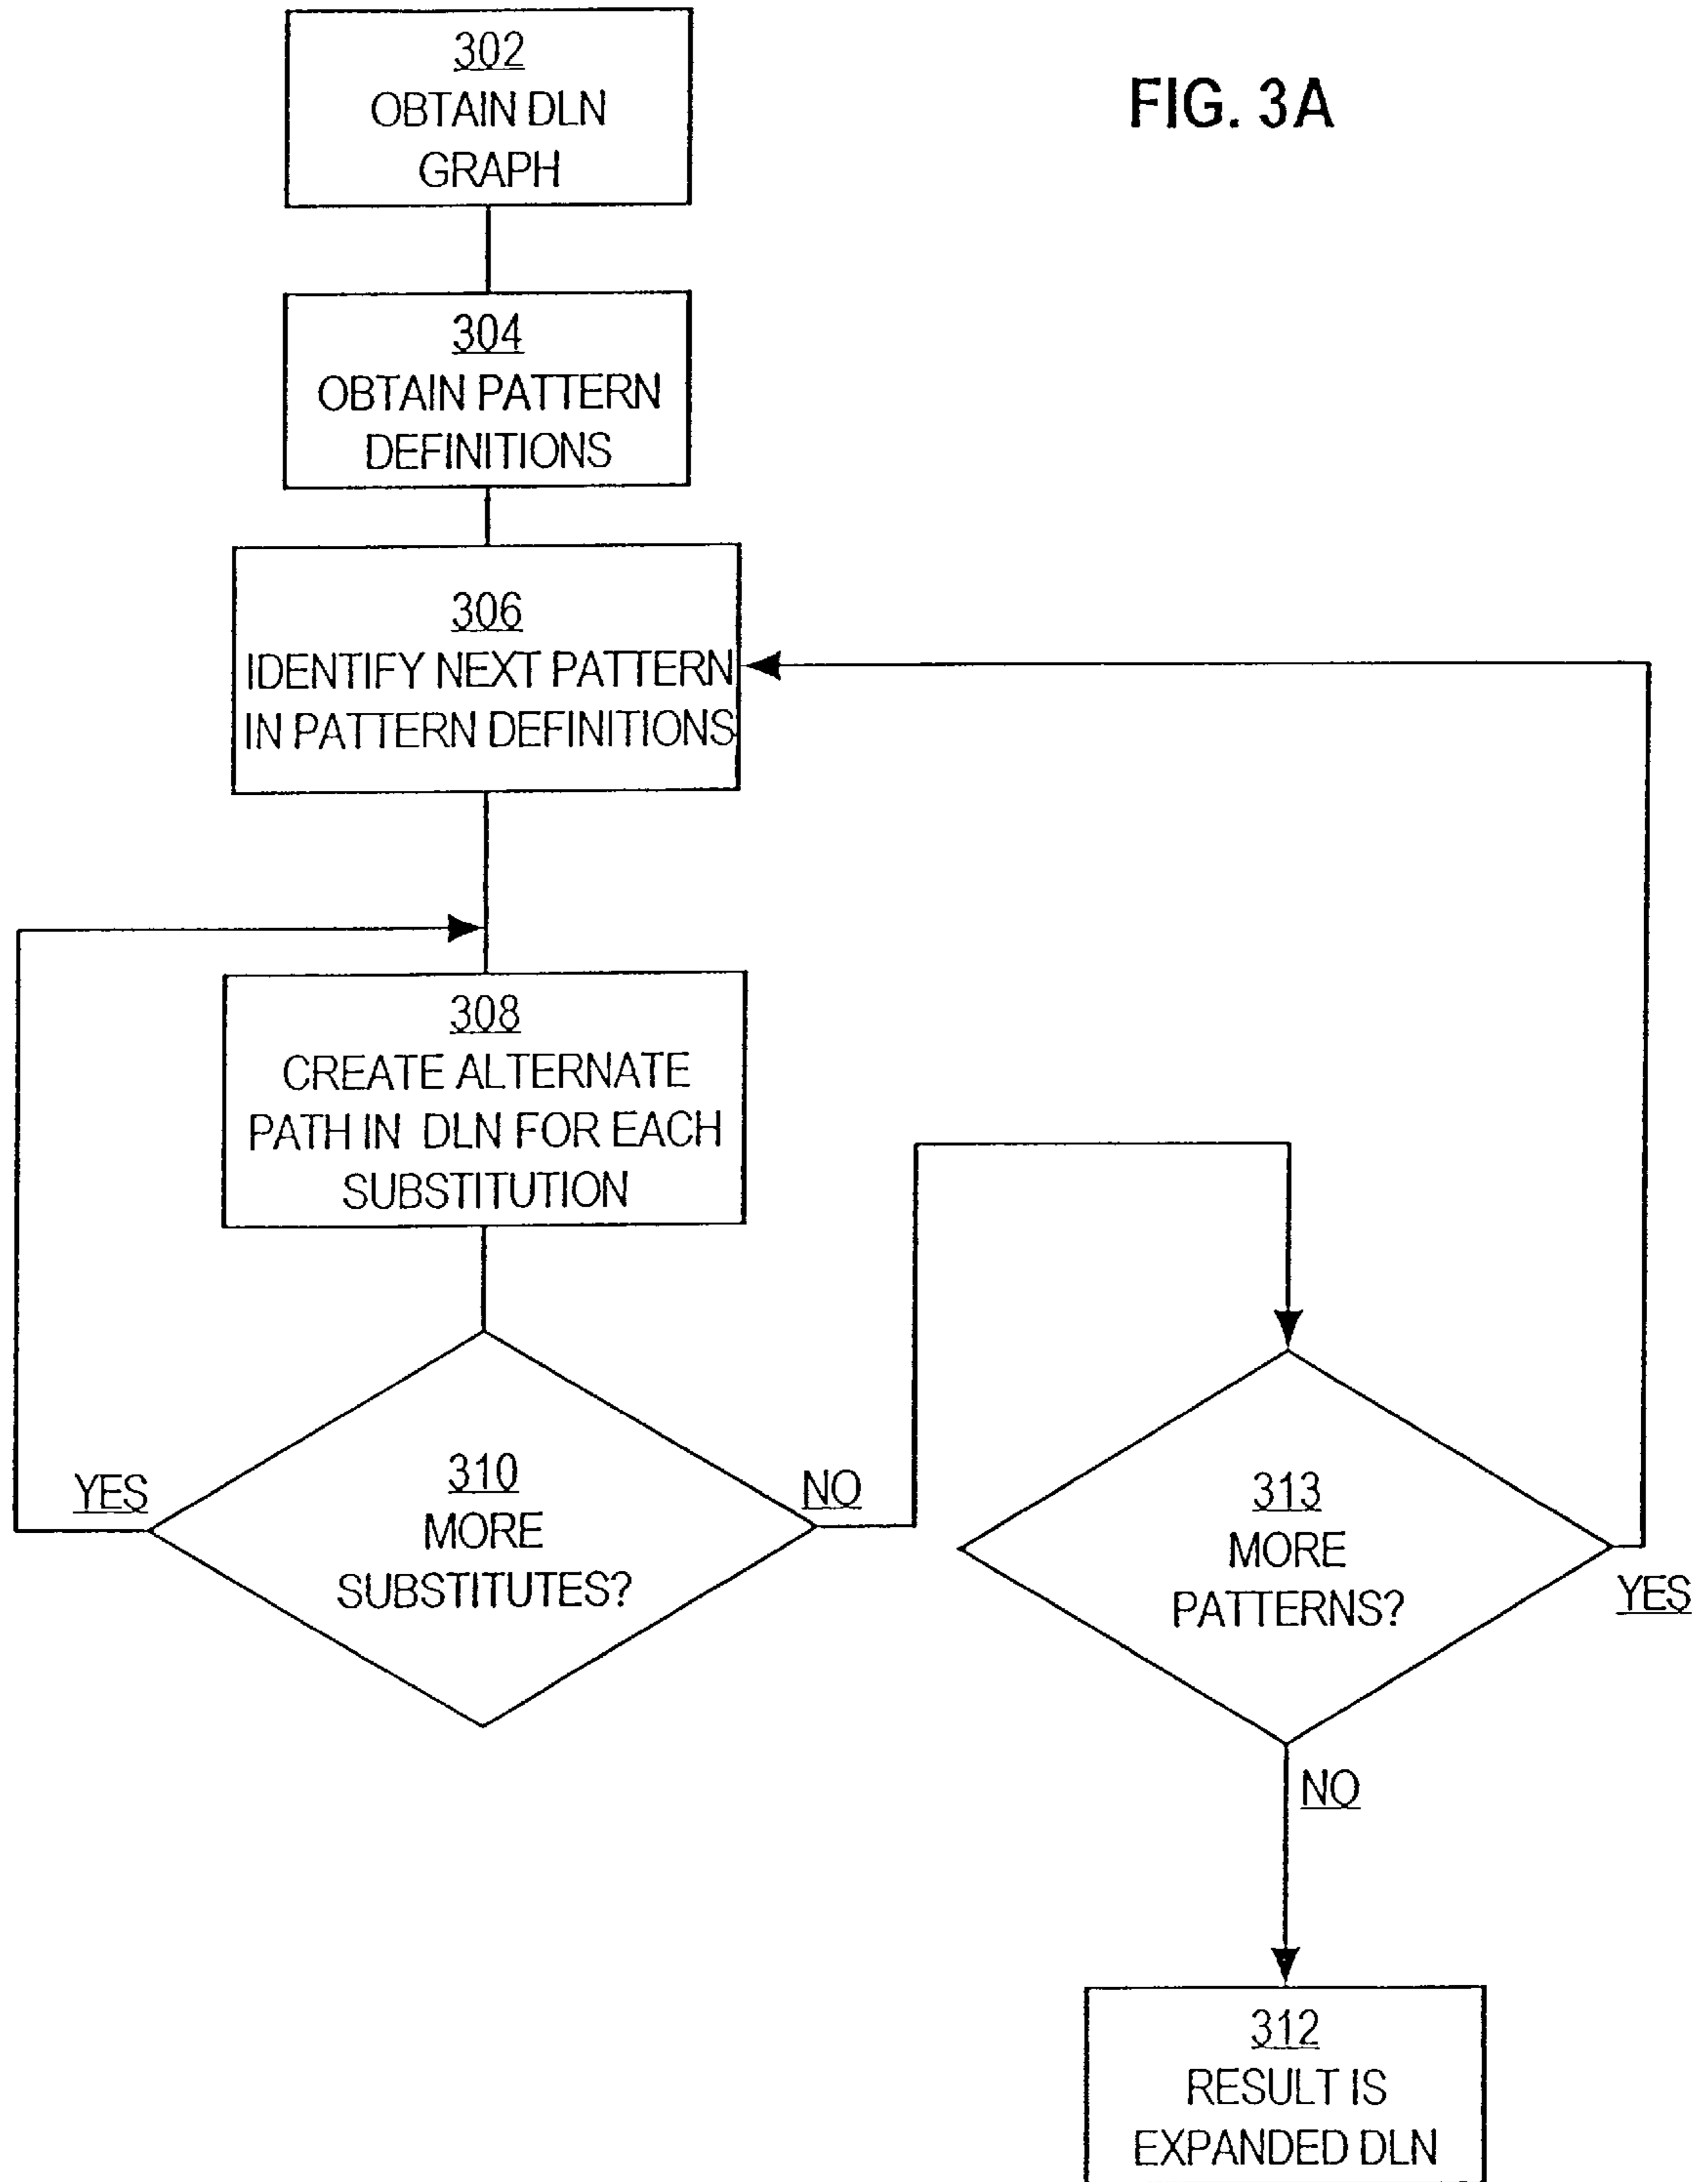 302
OBTAIN DLN
GRAPH
FIG. 3A
304
OBTAIN PATTERN
DEFINITIONS
306
IDENTIFY NEXT PATTERN
IN PATTERN DEFINITIONS
308
CREATE ALTERNATE
PATH IN DLN FOR EACH
SUBSTITUTION
YES
310
MORE
SUBSTITUTES?
NO
313
MORE
PATTERNS?
YES
NO
312
RESULT IS
EXPANDED DLN